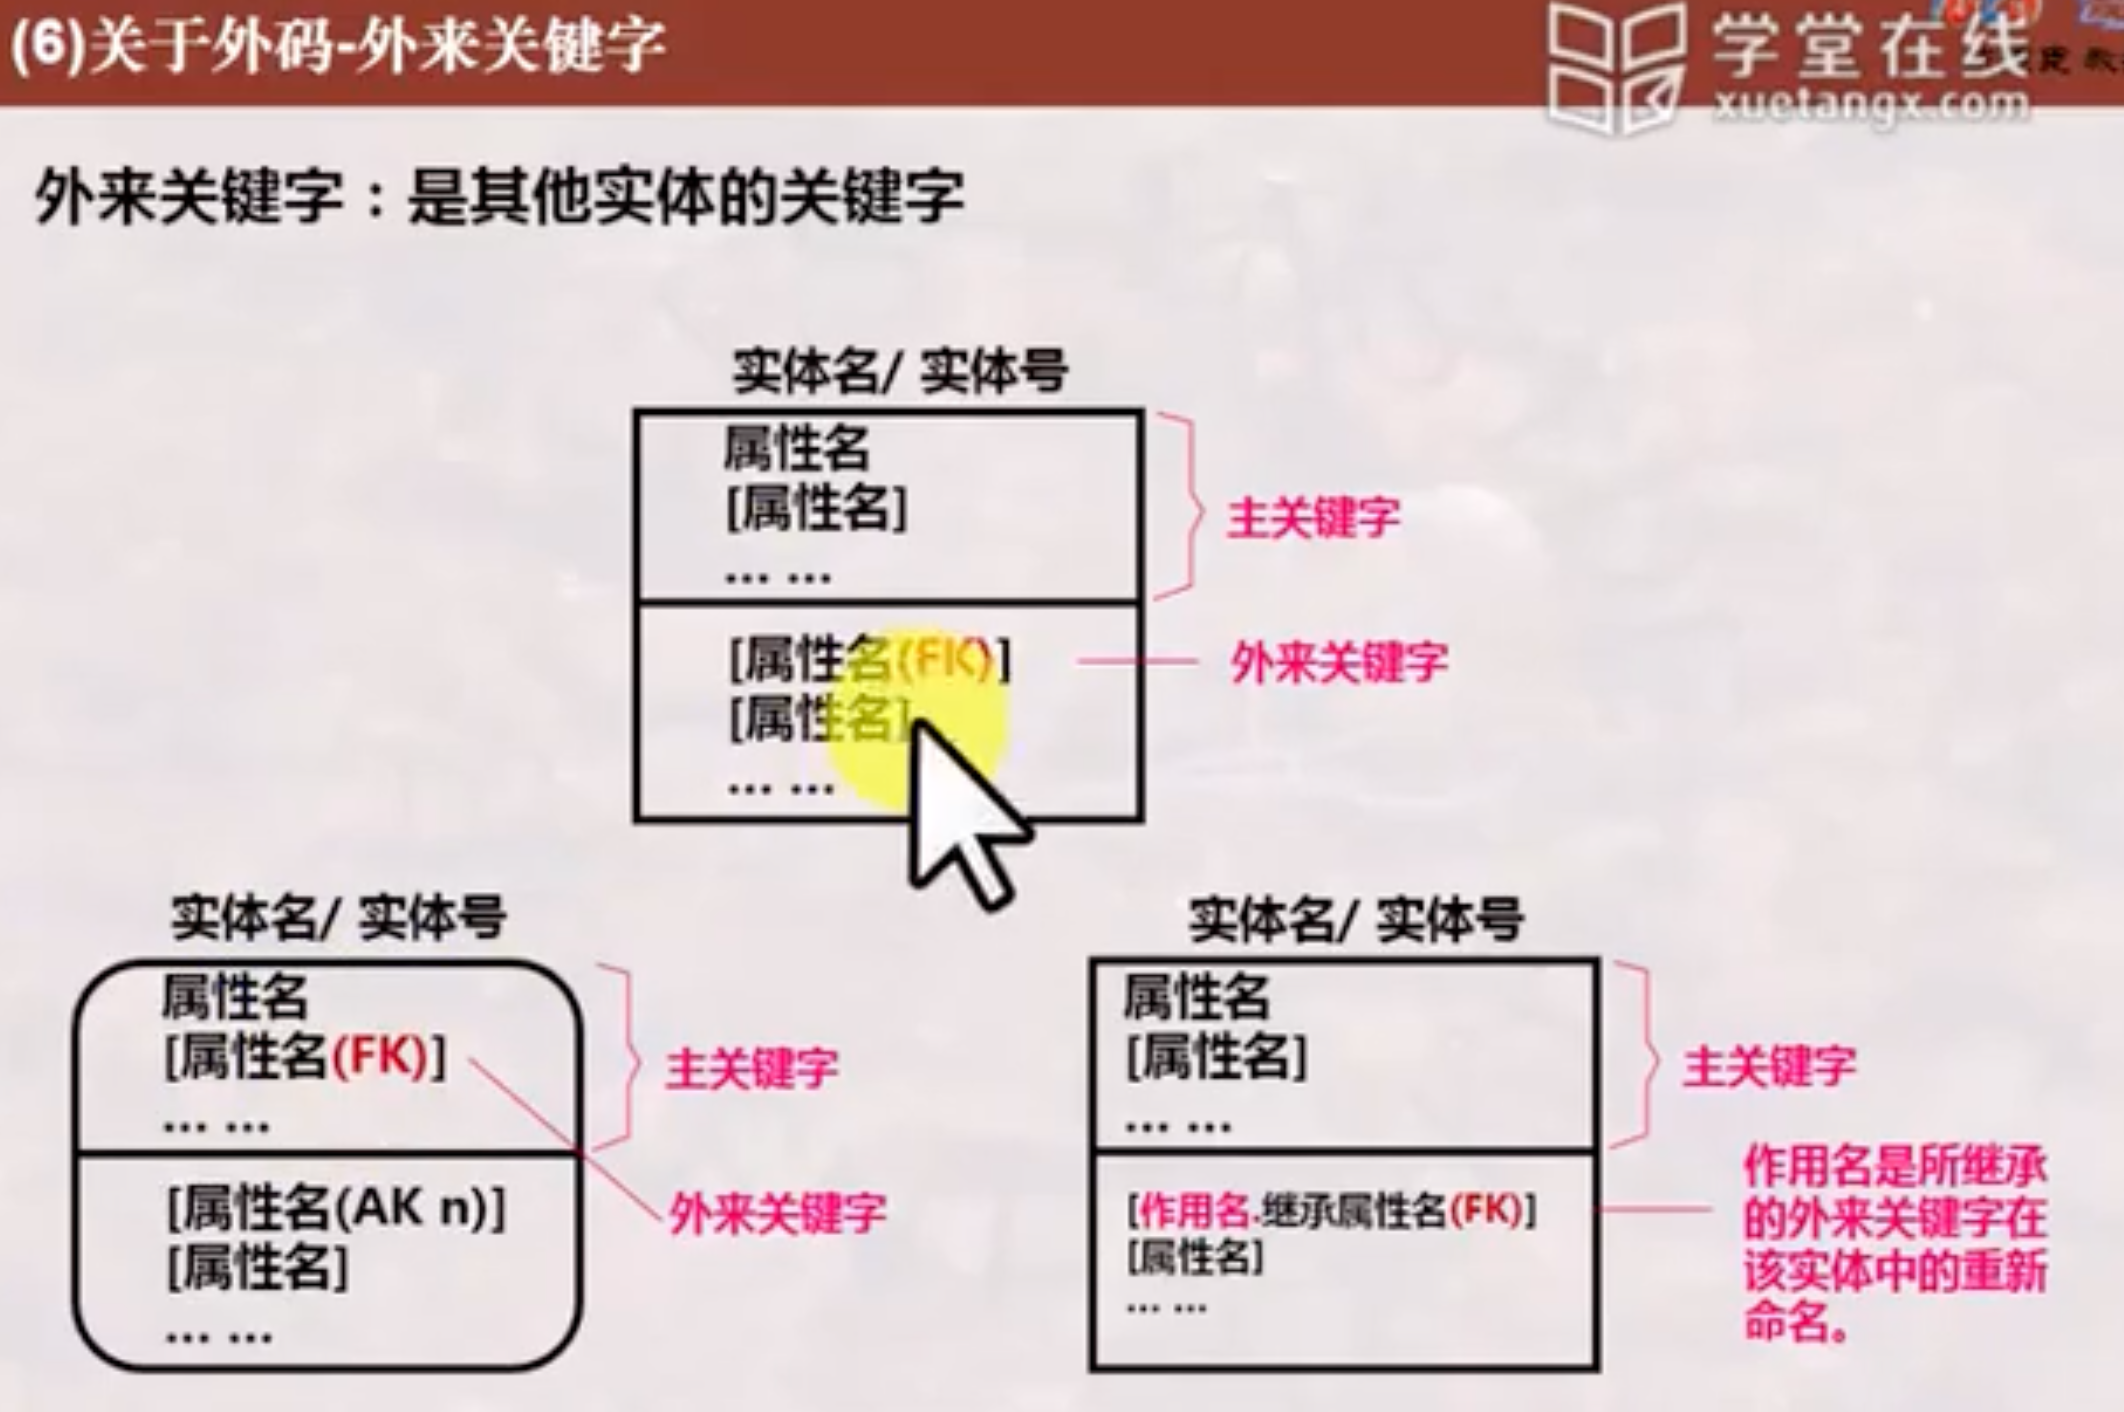 (6)关于外码-外来关键字
学堂在线
xuetangx.com
外来关键字：是其他实体的关键字
实体名/ 实体号
属性名
[属性名]
... ...
主关键字
[属性名(FK)]
外来关键字
[属性名]
... ...
实体名/ 实体号
属性名
[属性名(FK)]
... ...
主关键字
外来关键字
[属性名(AK n)]
[属性名]
... ...
实体名/ 实体号
属性名
[属性名]
... ...
主关键字
[作用名.继承属性名(FK)]
[属性名]
... ...
作用名是所继承
的外来关键字在
该实体中的重新
命名。